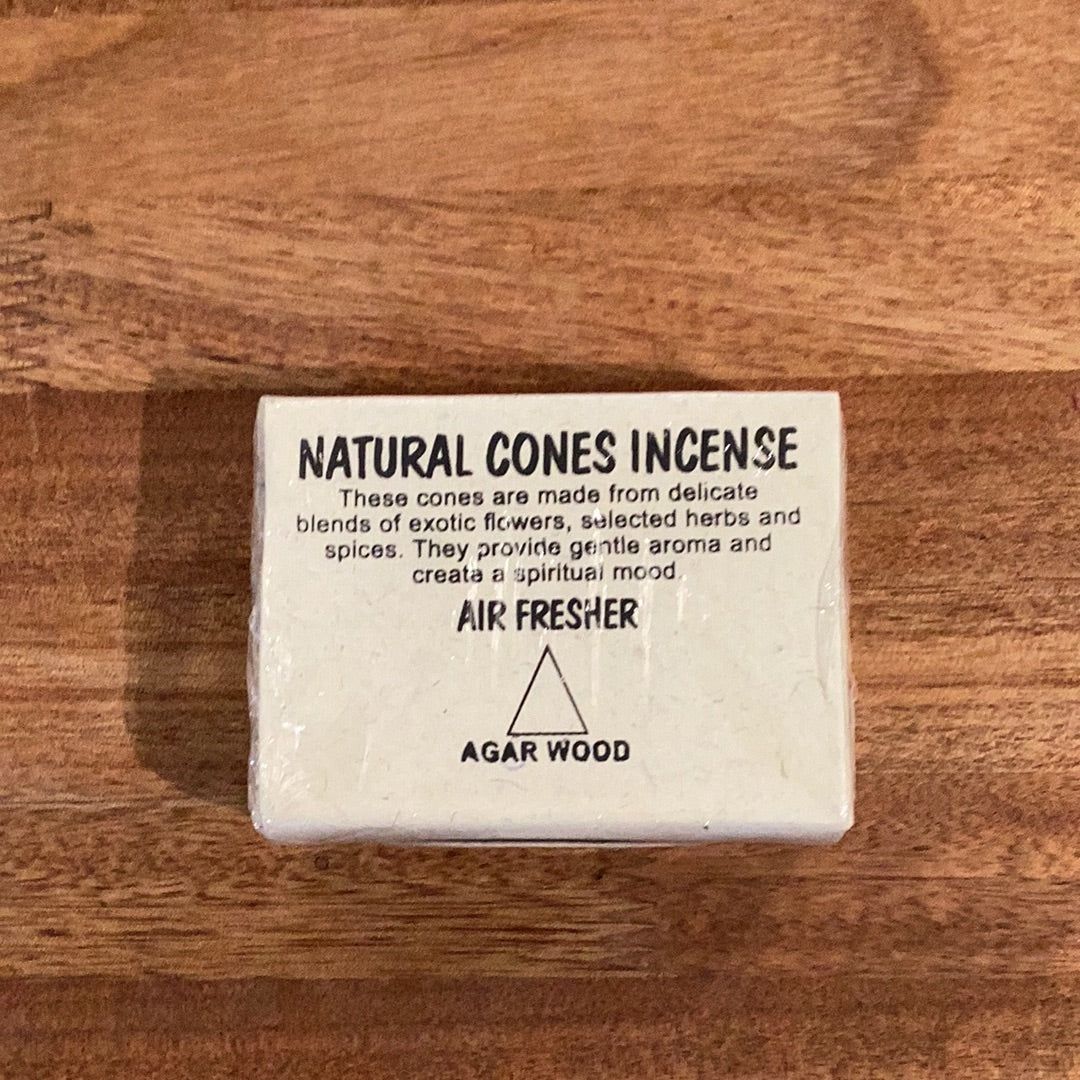 NATURAL CONES INCENSE
These cones are made from delicate
blends of exotic flowers, selected herbs and
spices. They provide gentle aroma and
create a spiritual mood.
AIR FRESHER
AGAR WOOD